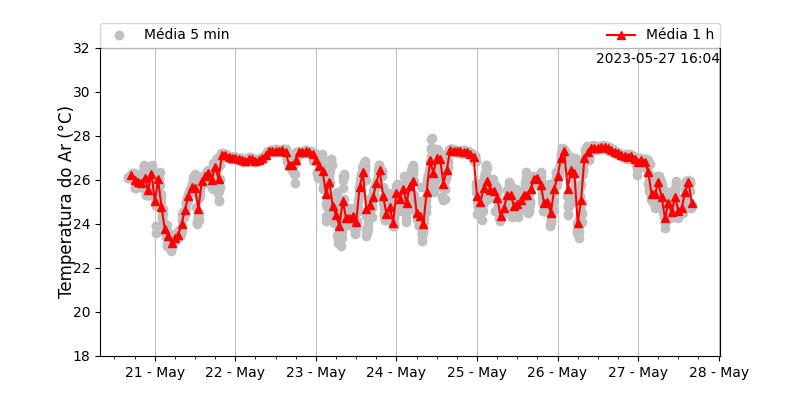 Média 5 min
Média 1 h
2023-05-27 16:04
Temperatura do Ar (°C)
32
30
28
26
24
22
20
18
21 - May
22 - May
23 - May
24 - May
25 - May
26 - May
27 - May
28 - May